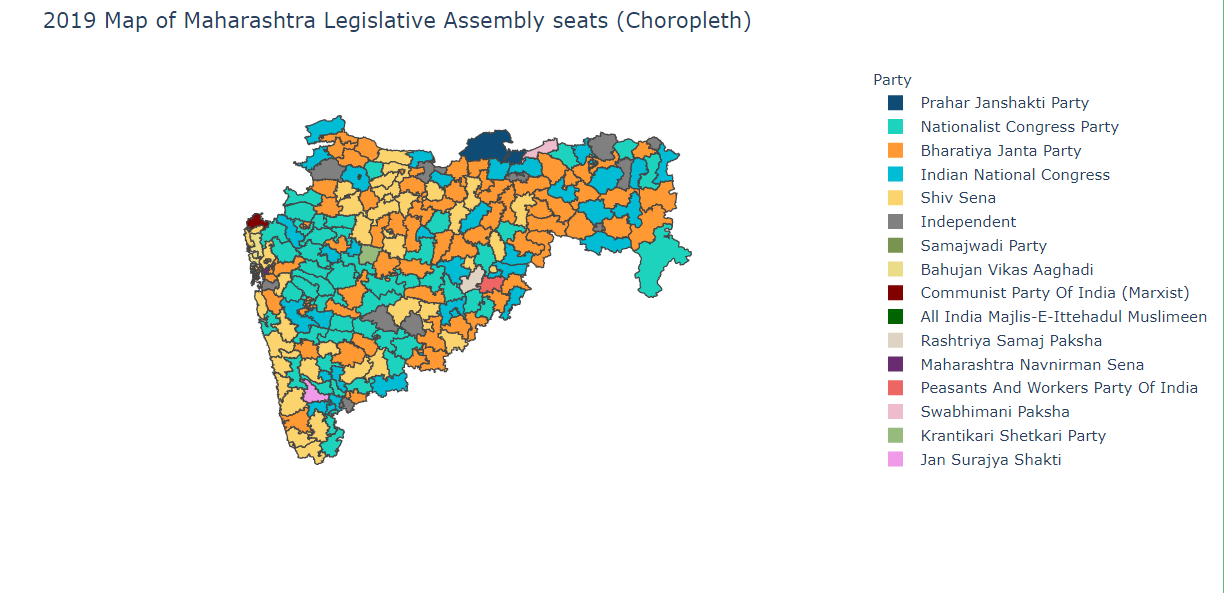 2019 Map of Maharashtra Legislative Assembly seats (Choropleth)
Party
Prahar Janshakti Party
Nationalist Congress Party
Bharatiya Janta Party
Indian National Congress
Shiv Sena
Independent
Samajwadi Party
Bahujan Vikas Aaghadi
Communist Party Of India (Marxist)
All India Majlis-E-Ittehadul Muslimeen
Rashtriya Samaj Paksha
Maharashtra Navnirman Sena
Peasants And Workers Party Of India
Swabhimani Paksha
Krantikari Shetkari Party
Jan Surajya Shakti